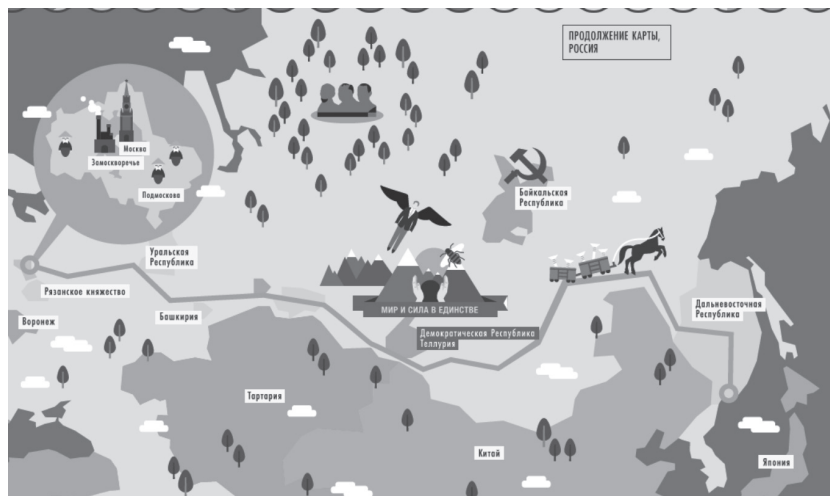 ПРОДОЛЖЕНИЕ КАРТЫ,
РОССИЯ
Москва
Замоскворечье
Подмосковa
Байкальская
Республика
Уральская
Республика
Рязанское княжество
Башкирия
Воронеж
МИР И СИЛА В ЕДИНСТВЕ
Дальневосточная
Республика
Демократическая Республика
Теллурия
Тартария
Китай
Япония